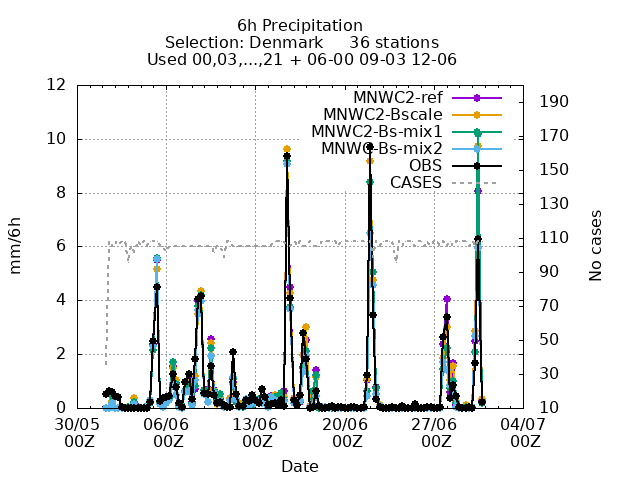 6h Precipitation
Selection: Denmark 36 stations
Used 00,03,...,21 + 06-00 09-03 12-06
12
10
8
6
4
2
0
mm/6h
190
170
150
130
110
90
70
50
30
10
No cases
MNWC2-ref
MNWC2-Bscale
MNWC2-Bs-mix1
MNWC-Bs-mix2
OBS
CASES
30/05 06/06 13/06 20/06 27/06 04/07
00Z 00Z 00Z 00Z 00Z 00Z
Date